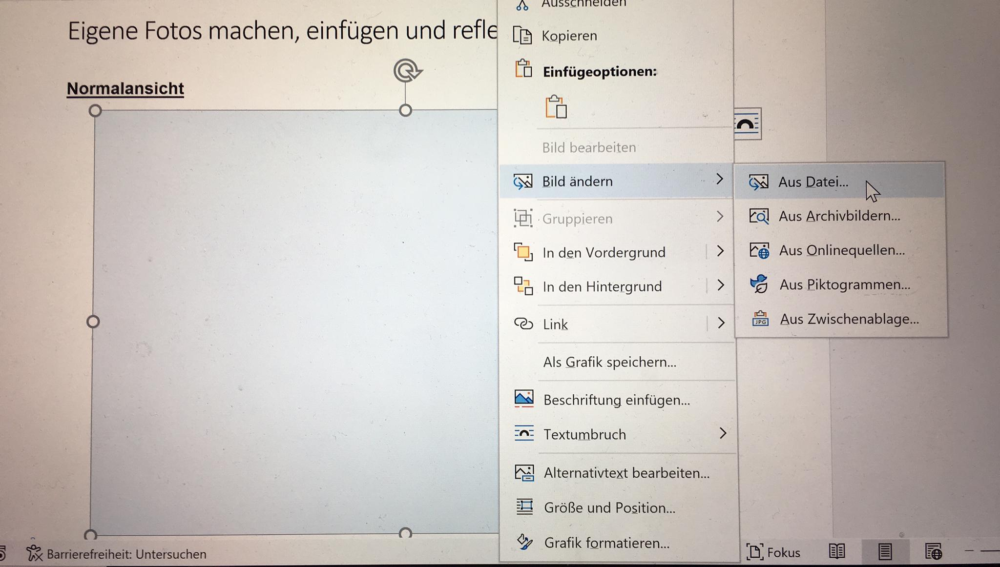 Eigene Fotos machen, einfügen und refle
Normalansicht
Ausschneiden
Kopieren
Einfügeoptionen:
Bild bearbeiten
Bild ändern
Gruppieren
In den Vordergrund
In den Hintergrund
Link
Als Grafik speichern...
Beschriftung einfügen...
Textumbruch
Alternativtext bearbeiten...
Größe und Position...
Grafik formatieren...
Aus Datei...
Aus Archivbildern...
Aus Onlinequellen...
Aus Piktogrammen...
JPG Aus Zwischenablage...
Barrierefreiheit: Untersuchen
Fokus